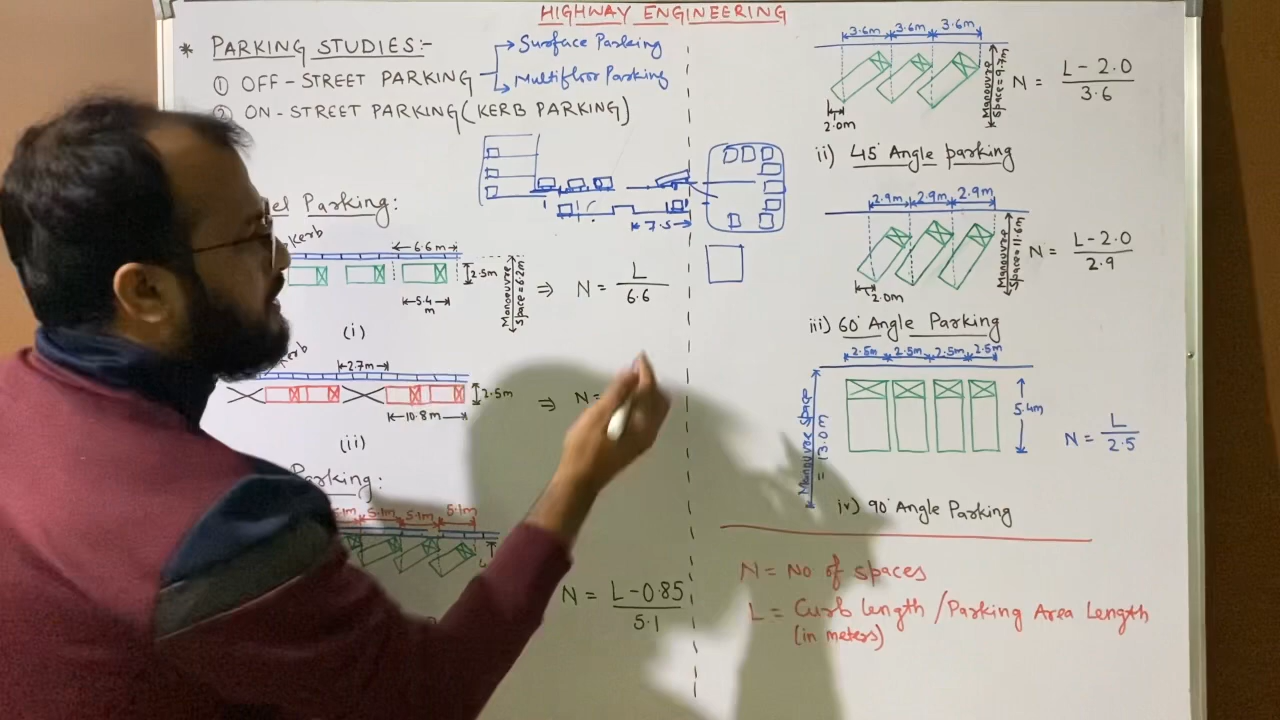 HIGHWAY ENGINEERING
* PARKING STUDIES:-
① OFF-STREET PARKING
Surface Parking
Multifloor Parking
② ON-STREET PARKING (KERB PARKING)
7.5
Parking:
kerb
6.6m
2.5m
5.4
m
Manoeuvre
Space=6.2m
⇒ N = L/6.6
(i)
2.7m
2.5m
10.8m
⇒ N =
(ii)
Parking:
5.1m 5.1m 5.1m
N = L-0.85/5.1
3.6m 3.6m 3.6m
Manouvre
Space=9.7m
N = L-2.0/3.6
2.0m
ii) 45° Angle parking
2.9m 2.9m 2.9m
Manouvre
Space=11.6m
N = L-2.0/2.9
2.0m
iii) 60° Angle Parking
2.5m 2.5m 2.5m 2.5m
Manouvre Space
= 13.0m
5.4m
N = L/2.5
iv) 90° Angle Parking
N = No of spaces
L = Curb length / Parking Area Length
(in meters)